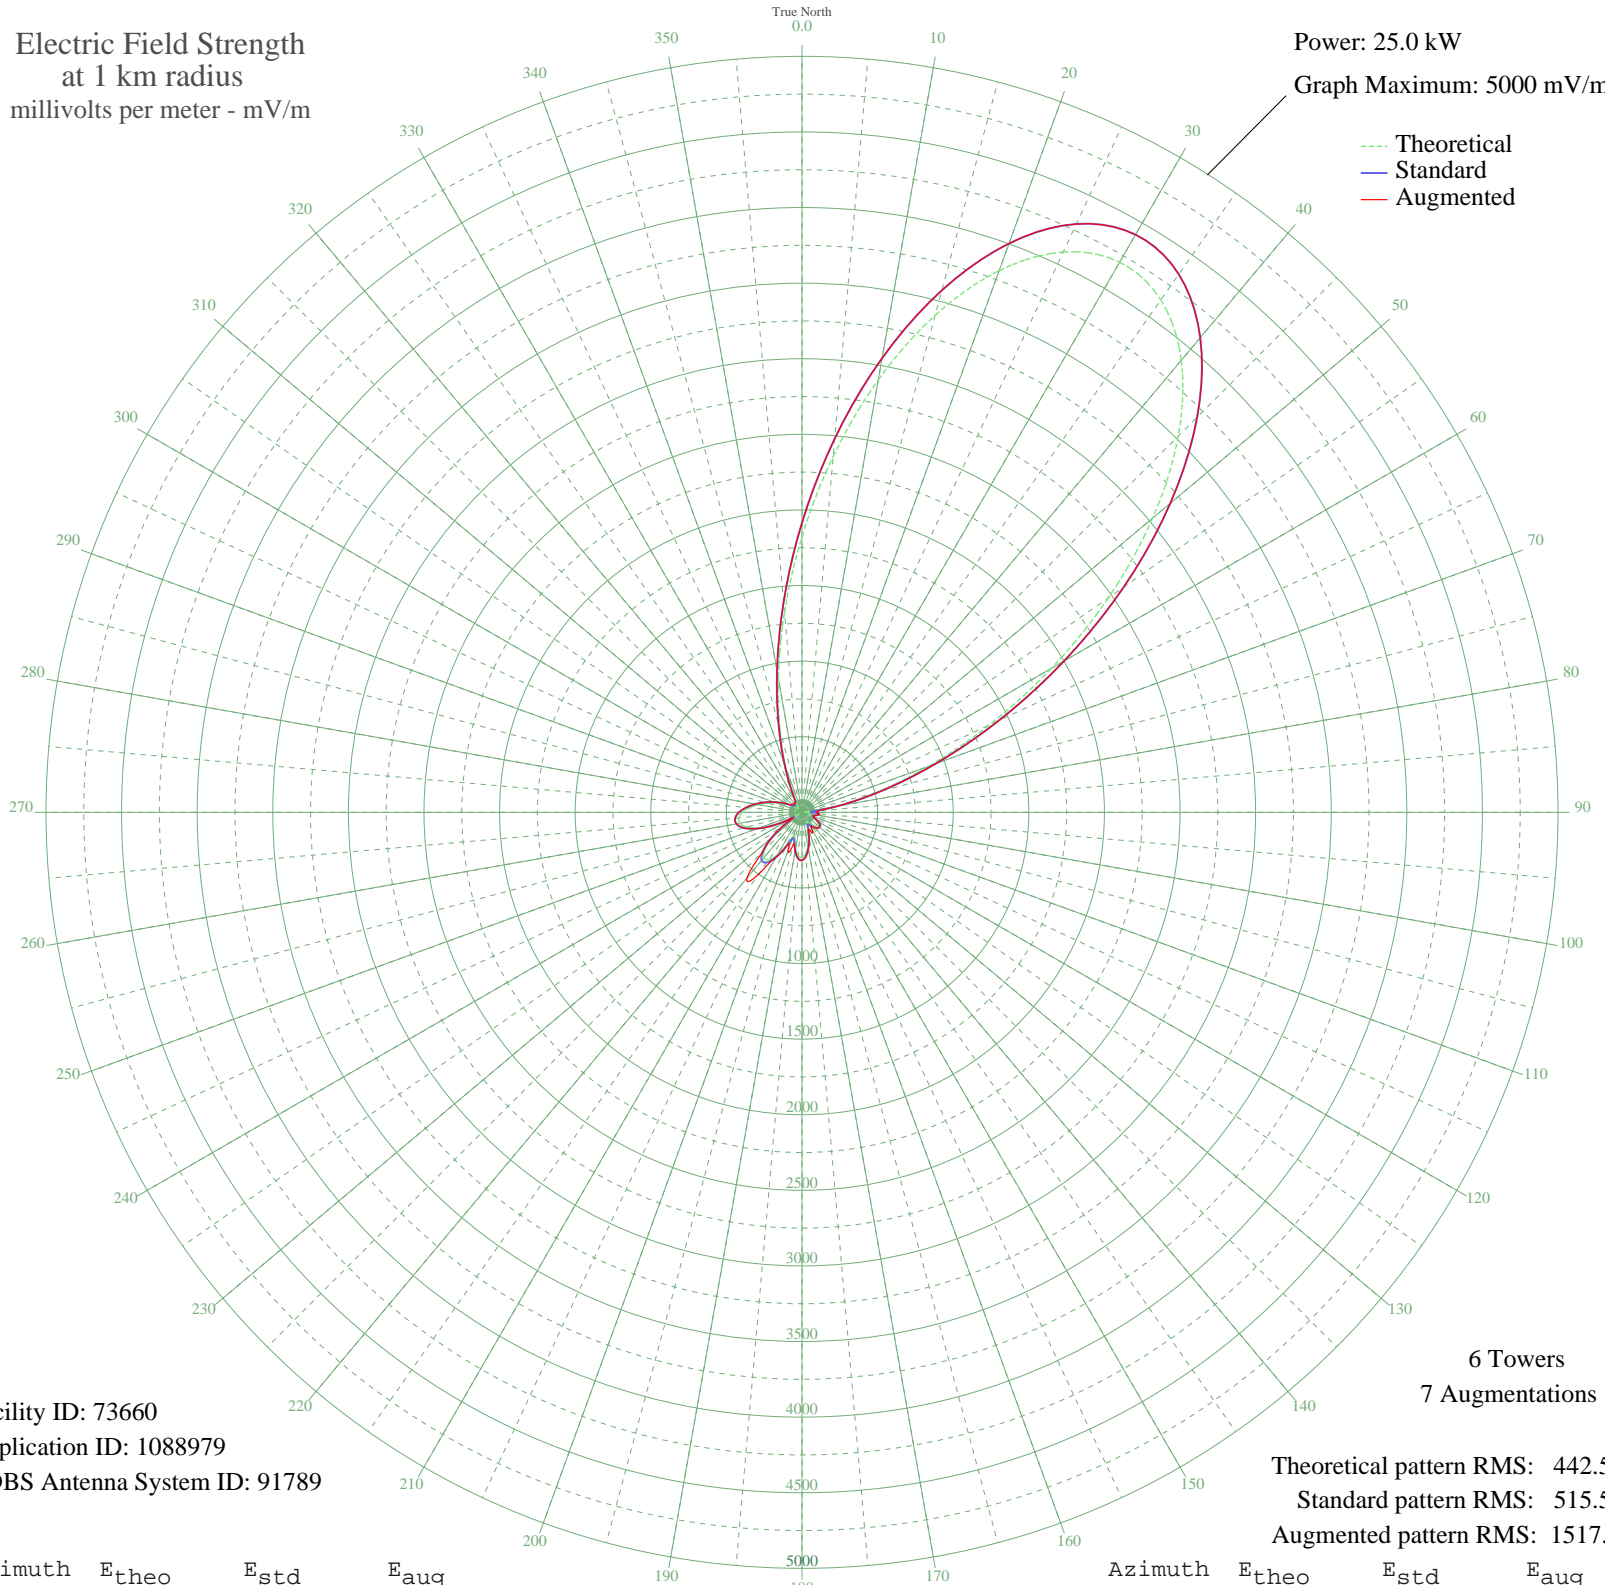 True North
0.0
Electric Field Strength
at 1 km radius
millivolts per meter - mV/m
Power: 25.0 kW
Graph Maximum: 5000 mV/m
Theoretical
Standard
Augmented
10
20
30
40
50
60
70
80
90
100
110
120
130
140
150
160
170
190
200
210
220
230
240
250
260
270
280
290
300
310
320
330
340
350
1000
1500
2000
2500
3000
3500
4000
4500
5000
6 Towers
7 Augmentations
cility ID: 73660
plication ID: 1088979
DBS Antenna System ID: 91789
Theoretical pattern RMS: 442.5
Standard pattern RMS: 515.5
Augmented pattern RMS: 1517.
imuth Etheo Estd Eaug
Azimuth Etheo Estd Eaug